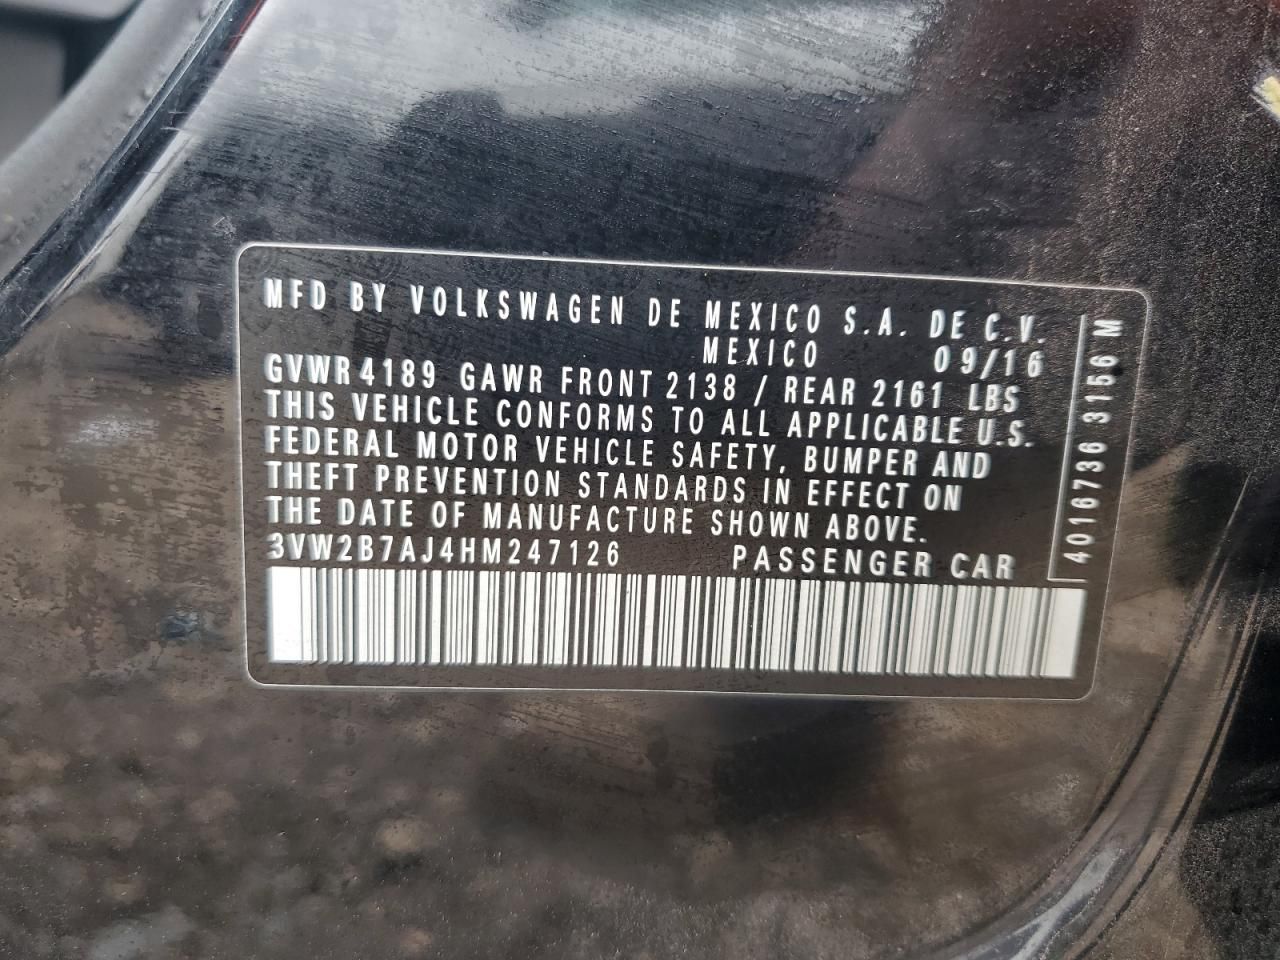 MFD BY VOLKSWAGEN DE MEXICO S.A. DE C.V.
MEXICO 09/16
GVWR 4189 GAWR FRONT 2138 / REAR 2161 LBS
THIS VEHICLE CONFORMS TO ALL APPLICABLE U.S.
FEDERAL MOTOR VEHICLE SAFETY, BUMPER AND
THEFT PREVENTION STANDARDS IN EFFECT ON
THE DATE OF MANUFACTURE SHOWN ABOVE.
3VW2B7AJ4HM247126 PASSENGER CAR
4016736 3156 M